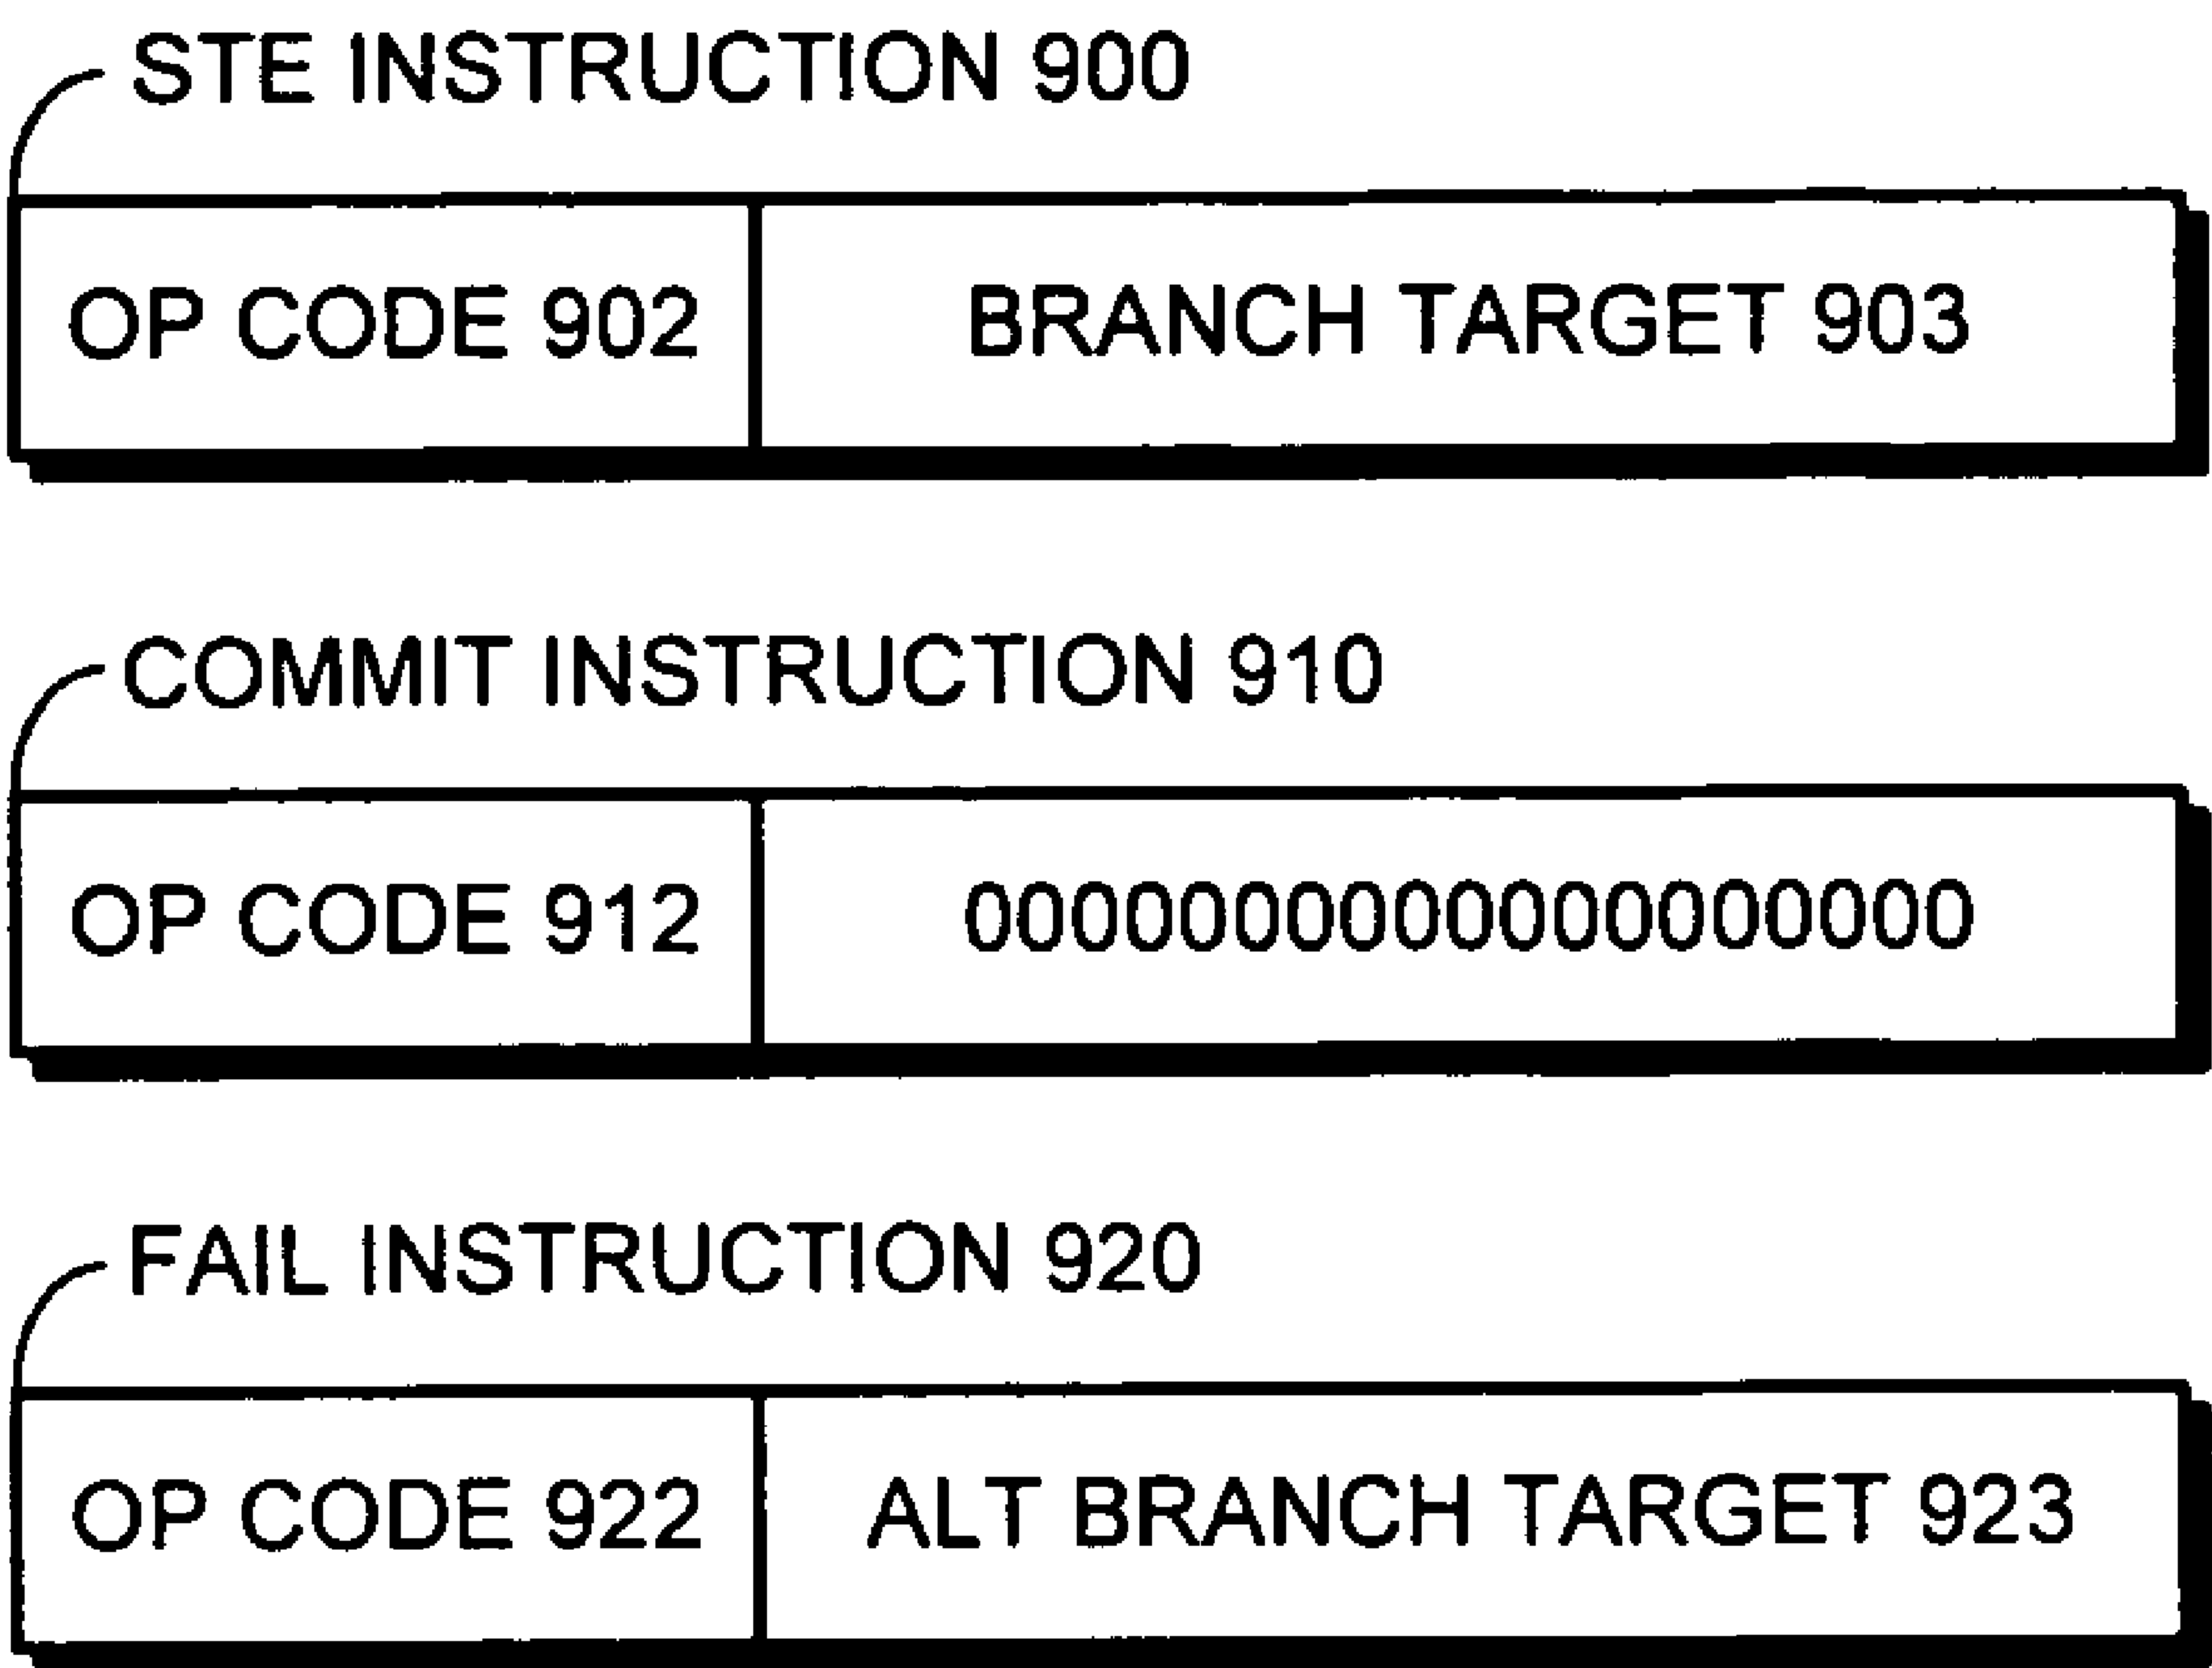 STE INSTRUCTION 900
OP CODE 902 BRANCH TARGET 903
COMMIT INSTRUCTION 910
OP CODE 912 0000000000000000000
FAIL INSTRUCTION 920
OP CODE 922 ALT BRANCH TARGET 923